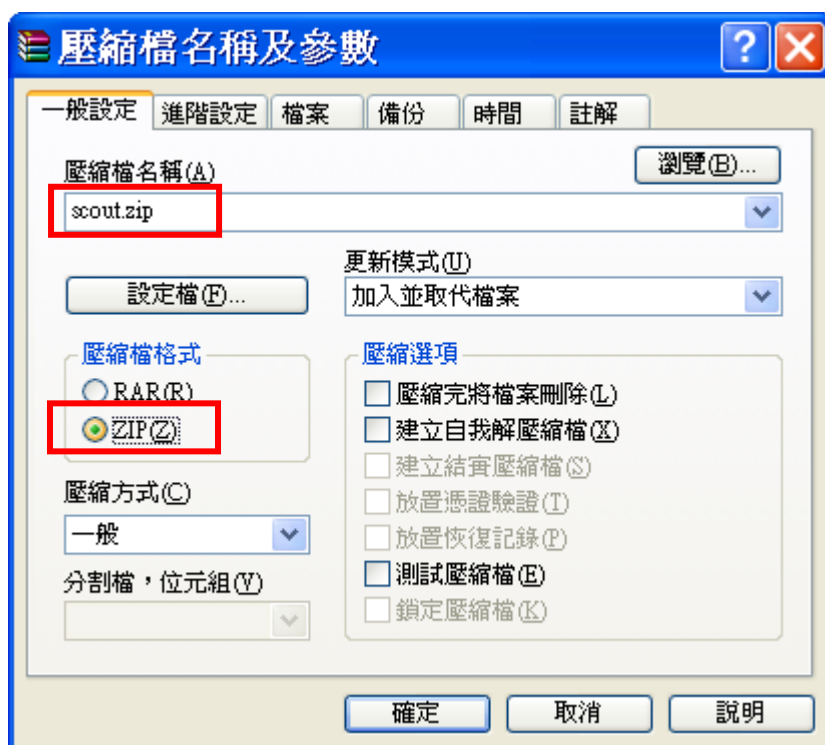 壓縮檔名稱及參數
一般設定 進階設定 檔案 備份 時間 註解
壓縮檔名稱(A)
瀏覽(B)...
scout.zip
更新模式(U)
設定檔(F)...
加入並取代檔案
壓縮檔格式
RAR(R)
ZIP(Z)
壓縮方式(C)
一般
分割檔，位元組(V)
壓縮選項
壓縮完將檔案刪除(L)
建立自我解壓縮檔(X)
建立結實壓縮檔(S)
放置憑證驗證(T)
放置恢復記錄(P)
測試壓縮檔(E)
鎖定壓縮檔(K)
確定 取消 說明